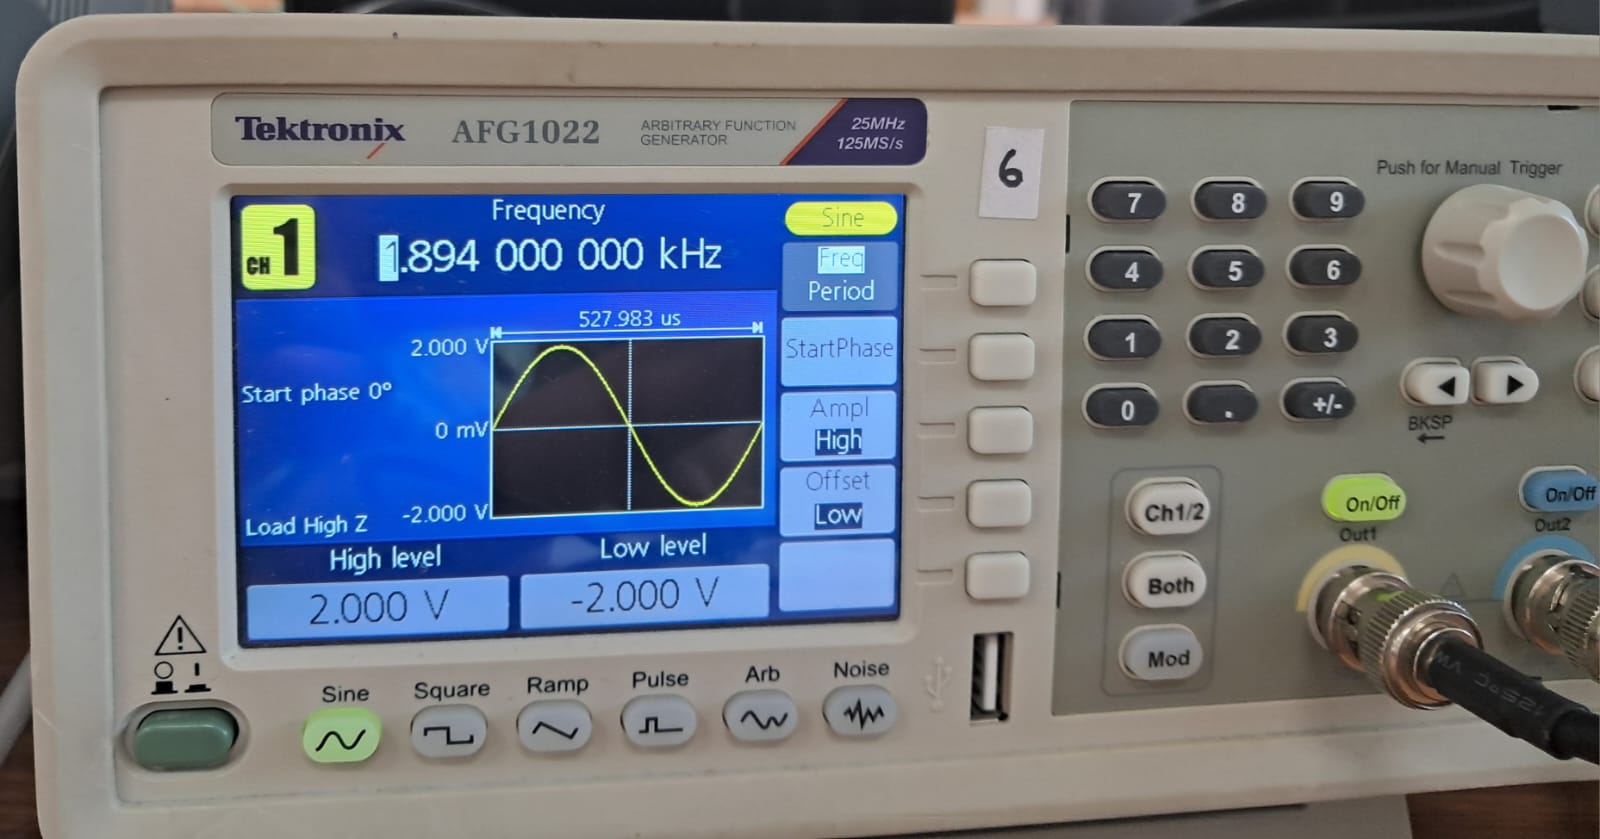 Tektronix AFG1022 ARBITRARY FUNCTION GENERATOR
25MHz
125MS/s
6
CH 1
Frequency
1.894 000 000 kHz
Sine
Freq
Period
StartPhase
Ampl
High
Offset
Low
527.983 us
2.000 V
Start phase 0°
0 mV
-2.000 V
Load High Z
High level
Low level
2.000 V
-2.000 V
Sine
Square
Ramp
Pulse
Arb
Noise
Push for Manual Trigger
7 8 9
4 5 6
1 2 3
0 . +/-
BKSP
Ch1/2
Both
Mod
On/Off
Out1
On/Off
Out2
125°C VW